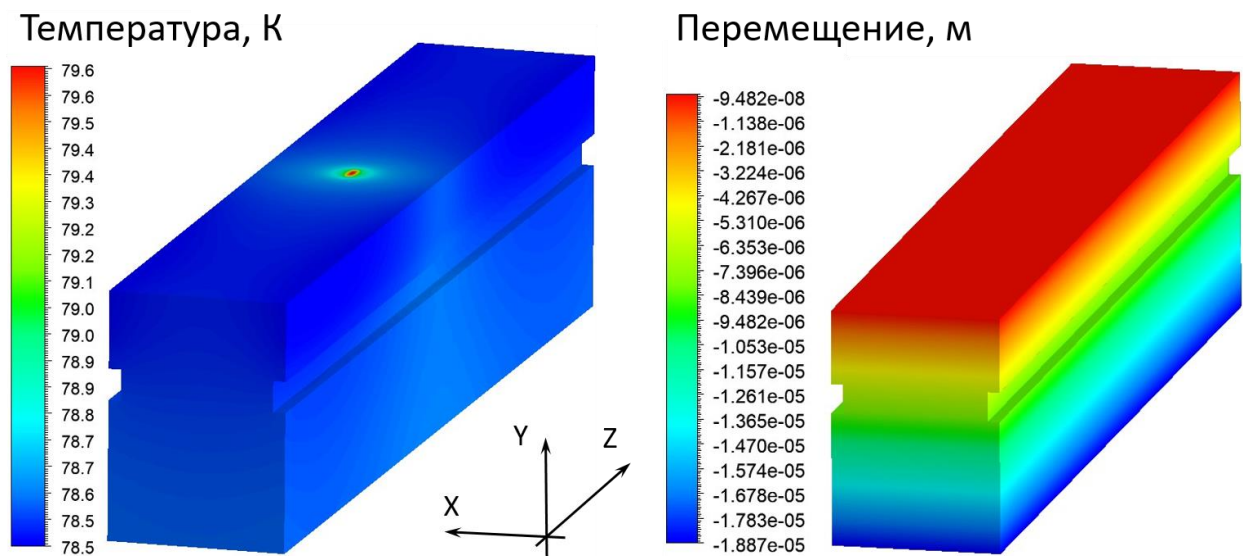 Температура, К
79.6
79.6
79.5
79.4
79.4
79.3
79.2
79.2
79.1
79.0
79.0
78.9
78.9
78.8
78.7
78.7
78.6
78.5
78.5
X
Y
Z
Перемещение, м
-9.482e-08
-1.138e-06
-2.181e-06
-3.224e-06
-4.267e-06
-5.310e-06
-6.353e-06
-7.396e-06
-8.439e-06
-9.482e-06
-1.053e-05
-1.157e-05
-1.261e-05
-1.365e-05
-1.470e-05
-1.574e-05
-1.678e-05
-1.783e-05
-1.887e-05